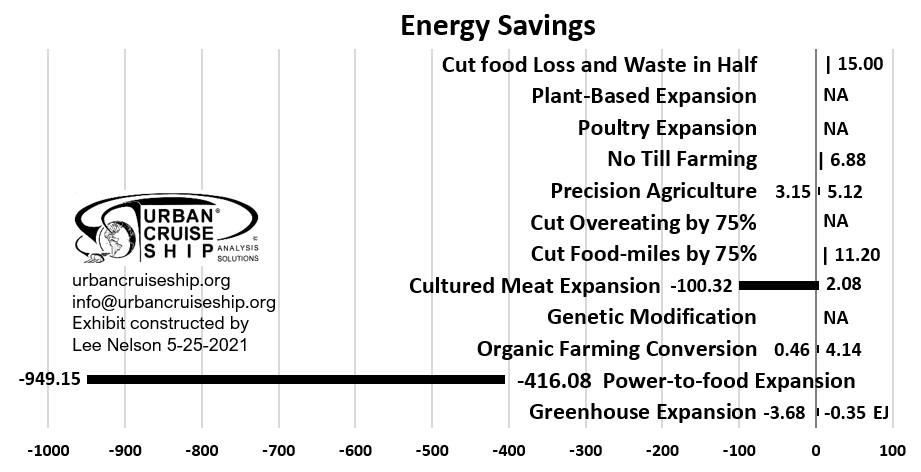 Energy Savings
Cut food Loss and Waste in Half | 15.00
Plant-Based Expansion NA
Poultry Expansion NA
No Till Farming | 6.88
Precision Agriculture 3.15 5.12
Cut Overeating by 75% NA
Cut Food-miles by 75% | 11.20
Cultured Meat Expansion -100.32 2.08
Genetic Modification NA
Organic Farming Conversion 0.46 4.14
-949.15 -416.08 Power-to-food Expansion
Greenhouse Expansion -3.68 -0.35 EJ
-1000 -900 -800 -700 -600 -500 -400 -300 -200 -100 0 100
URBAN®
CRUISE
SHIP ANALYSIS SOLUTIONS ©
urbancruiseship.org
info@urbancruiseship.org
Exhibit constructed by
Lee Nelson 5-25-2021